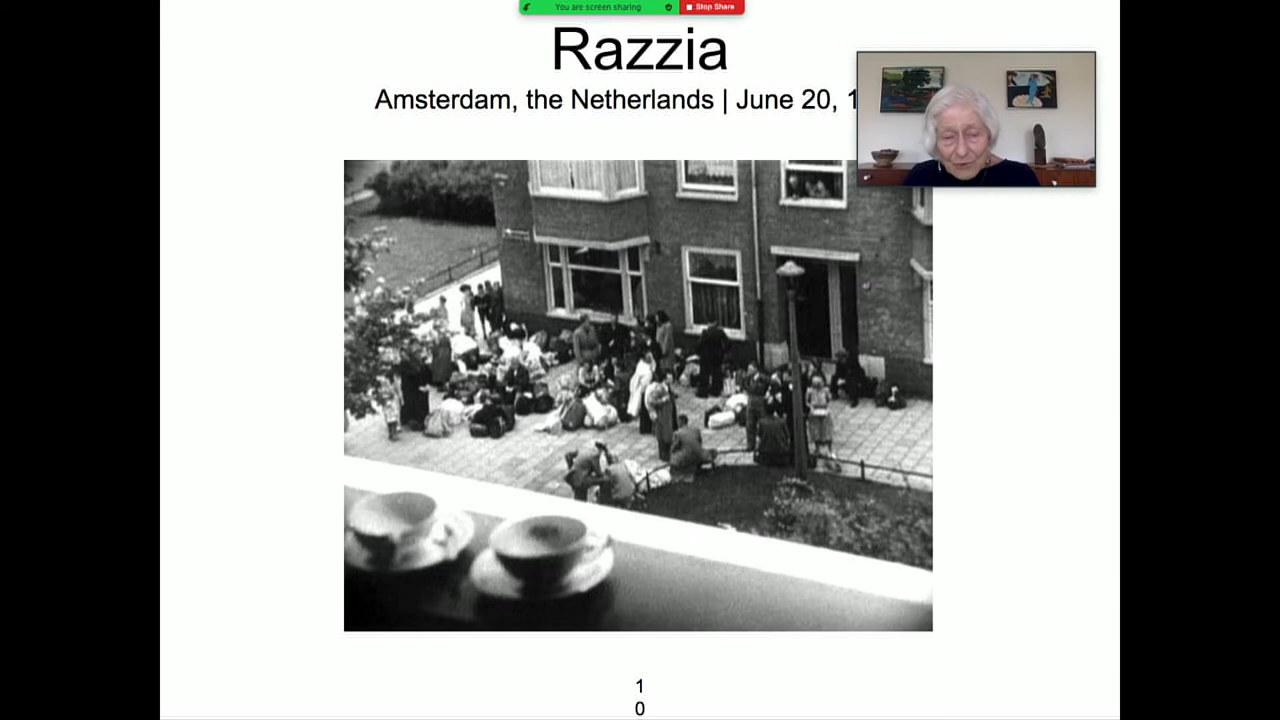 You are screen sharing
Stop Share
Razzia
Amsterdam, the Netherlands | June 20, 1
1
0